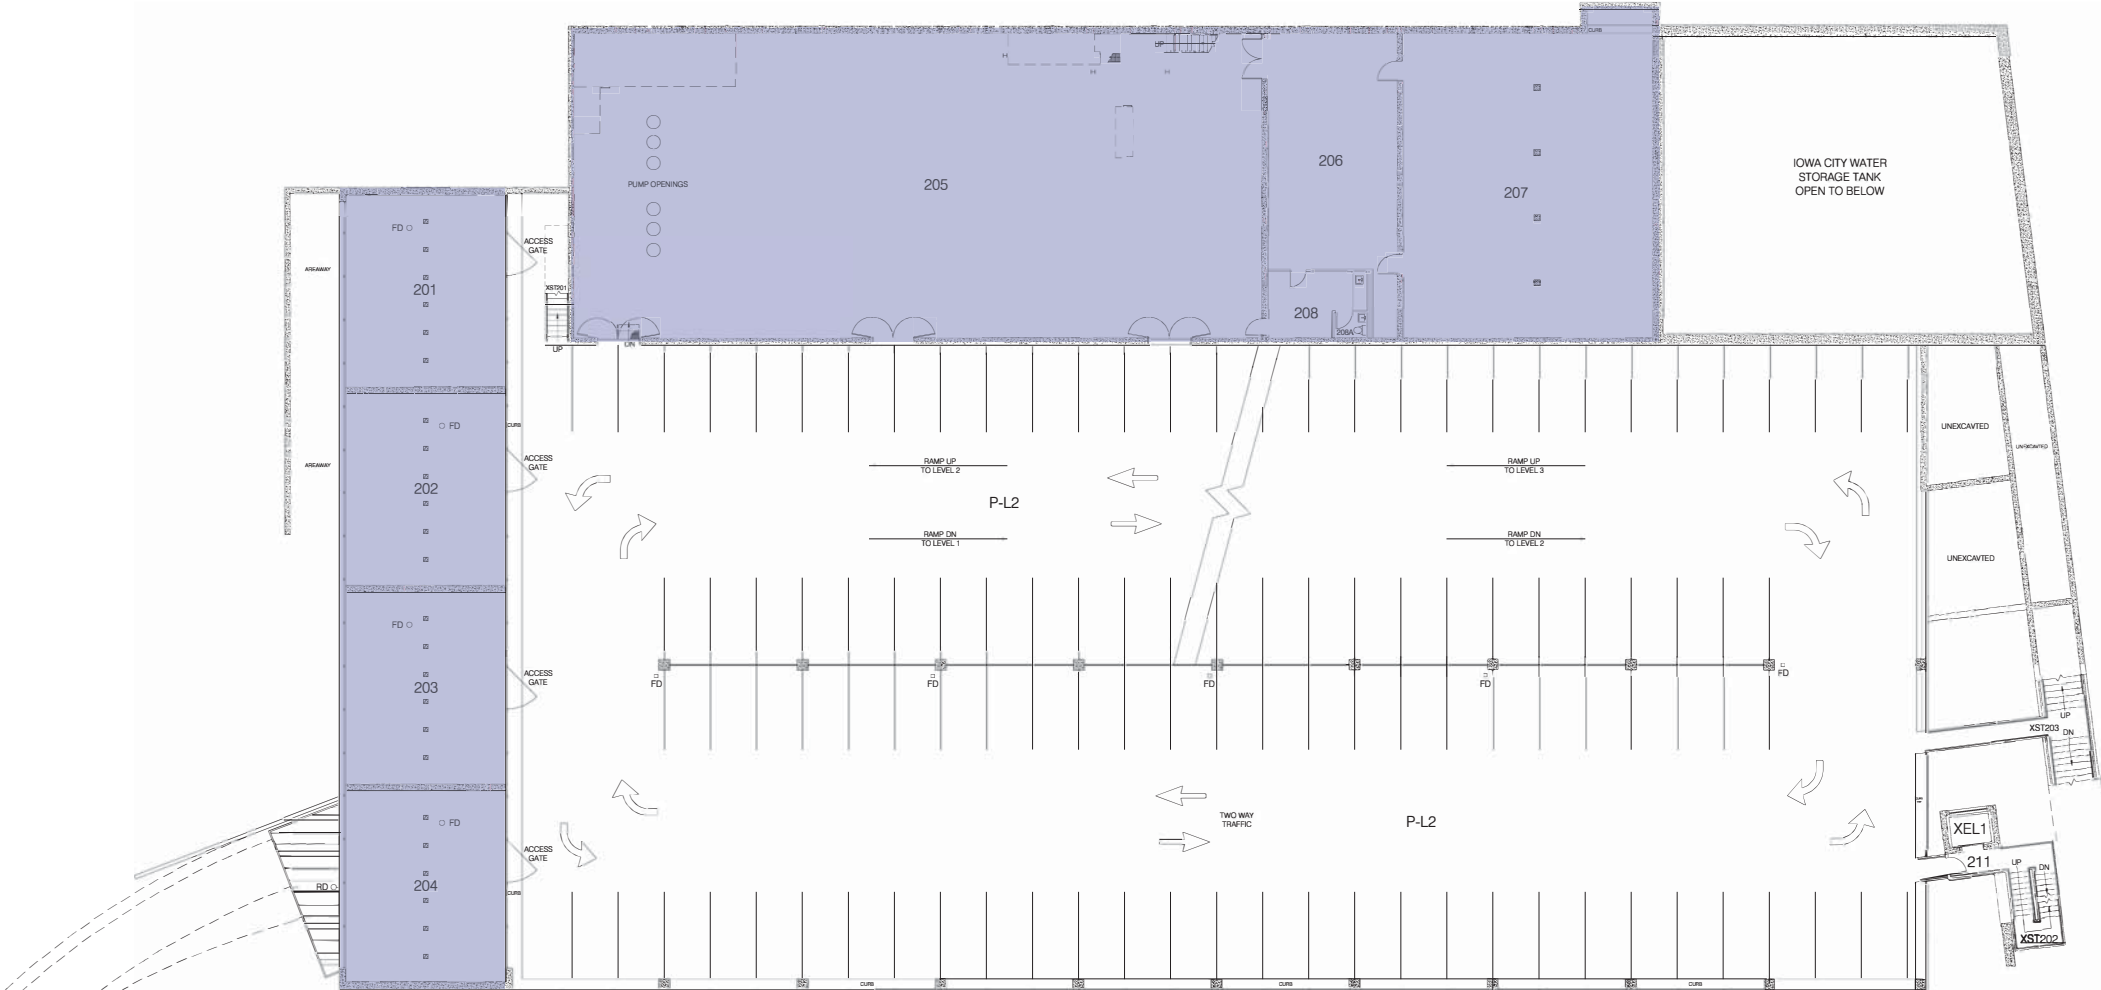 CURB
UP
H
H
H
206
IOWA CITY WATER
STORAGE TANK
OPEN TO BELOW
PUMP OPENINGS
205
207
FD
ACCESS
GATE
AREAWAY
201
XST201
208
208A
UP
DN
CURB
FD
UNEXCAVTED
UNEXCAVTED
AREAWAY
ACCESS
GATE
RAMP UP
TO LEVEL 2
RAMP UP
TO LEVEL 3
202
P-L2
RAMP DN
TO LEVEL 1
RAMP DN
TO LEVEL 2
UNEXCAVTED
FD
203
ACCESS
GATE
FD
FD
FD
FD
FD
UP
XST203
DN
FD
TWO WAY
TRAFFIC
P-L2
XEL1
ACCESS
GATE
211
UP
DN
RD
204
CURB
XST202
CURB
CURB
CURB